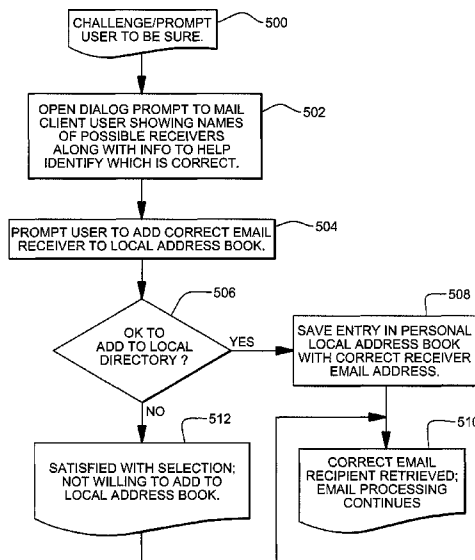 CHALLENGE/PROMPT
USER TO BE SURE.
500
OPEN DIALOG PROMPT TO MAIL
CLIENT USER SHOWING NAMES
OF POSSIBLE RECEIVERS
ALONG WITH INFO TO HELP
IDENTIFY WHICH IS CORRECT.
502
PROMPT USER TO ADD CORRECT EMAIL
RECEIVER TO LOCAL ADDRESS BOOK.
504
506
OK TO
ADD TO LOCAL
DIRECTORY ?
YES
NO
508
SAVE ENTRY IN PERSONAL
LOCAL ADDRESS BOOK
WITH CORRECT RECEIVER
EMAIL ADDRESS.
512
SATISFIED WITH SELECTION;
NOT WILLING TO ADD TO
LOCAL ADDRESS BOOK.
510
CORRECT EMAIL
RECIPIENT RETRIEVED;
EMAIL PROCESSING
CONTINUES